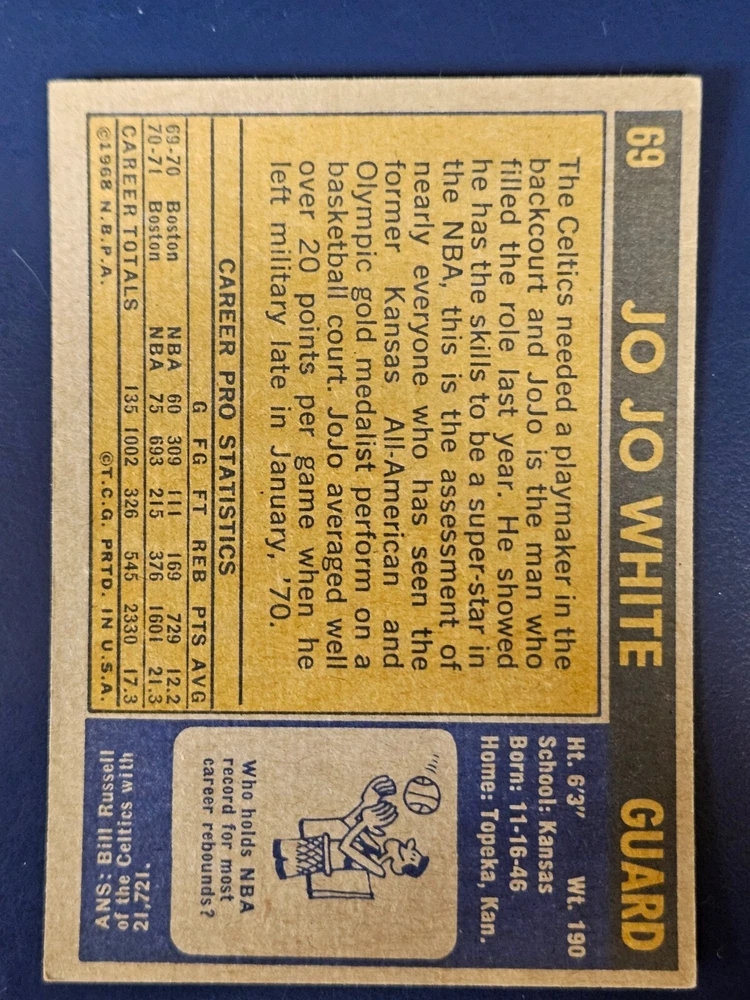 69 JO JO WHITE GUARD
The Celtics needed a playmaker in the
backcourt and JoJo is the man who
filled the role last year. He showed
he has the skills to be a super-star in
the NBA, this is the assessment of
nearly everyone who has seen the
former Kansas All-American and
Olympic gold medalist perform on a
basketball court. JoJo averaged well
over 20 points per game when he
left military late in January, '70.
CAREER PRO STATISTICS
G FG FT REB PTS AVG
69-70 Boston NBA 60 309 111 169 729 12.2
70-71 Boston NBA 75 693 215 376 1601 21.3
CAREER TOTALS 135 1002 326 545 2330 17.3
©1968 N.B.P.A. ©T.C.G. PRTD. IN U.S.A.
Ht. 6'3" Wt. 190
School: Kansas
Born: 11-16-46
Home: Topeka, Kan.
Who holds NBA
record for most
career rebounds?
ANS: Bill Russell
of the Celtics with
21,721.